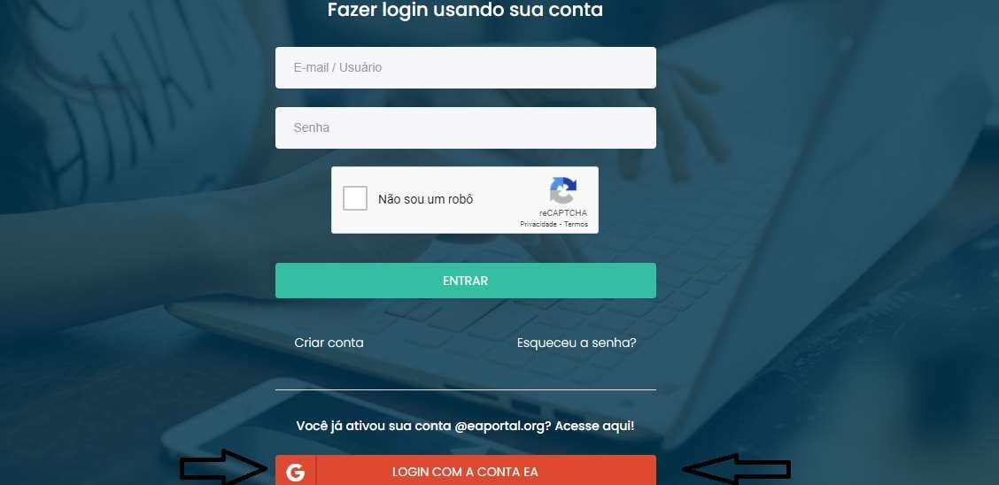 Fazer login usando sua conta
E-mail / Usuário
Senha
Não sou um robô
reCAPTCHA
Privacidade - Termos
ENTRAR
Criar conta
Esqueceu a senha?
Você já ativou sua conta @eaportal.org? Acesse aqui!
G
LOGIN COM A CONTA EA